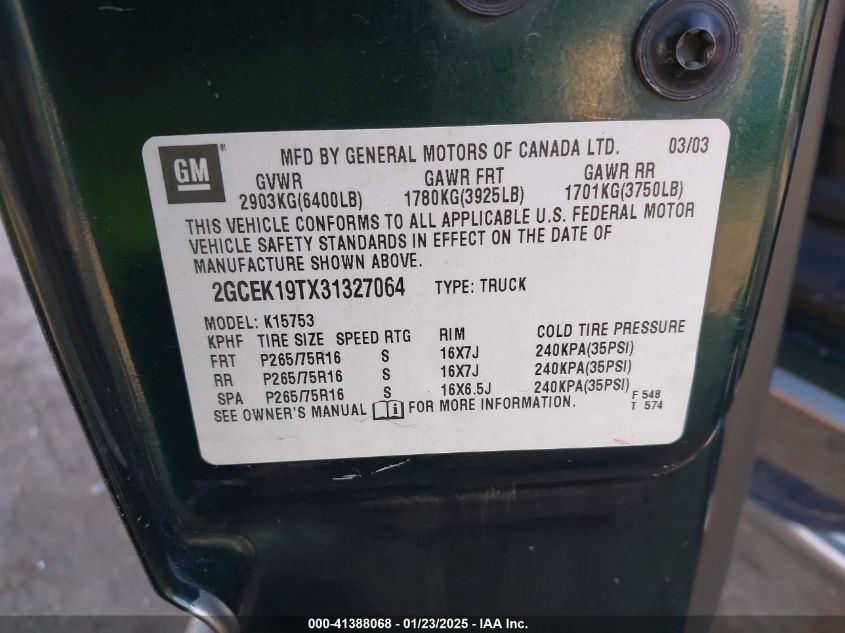 GM ® MFD BY GENERAL MOTORS OF CANADA LTD. 03/03
GVWR GAWR FRT GAWR RR
2903KG(6400LB) 1780KG(3925LB) 1701KG(3750LB)
THIS VEHICLE CONFORMS TO ALL APPLICABLE U.S. FEDERAL MOTOR
VEHICLE SAFETY STANDARDS IN EFFECT ON THE DATE OF
MANUFACTURE SHOWN ABOVE.
2GCEK19TX31327064 TYPE: TRUCK
MODEL: K15753
KPHF TIRE SIZE SPEED RTG RIM COLD TIRE PRESSURE
FRT P265/75R16 S 16X7J 240KPA(35PSI)
RR P265/75R16 S 16X7J 240KPA(35PSI)
SPA P265/75R16 S 16X6.5J 240KPA(35PSI)
SEE OWNER'S MANUAL i FOR MORE INFORMATION.
F 548
T 574
000-41388068 - 01/23/2025 - IAA Inc.